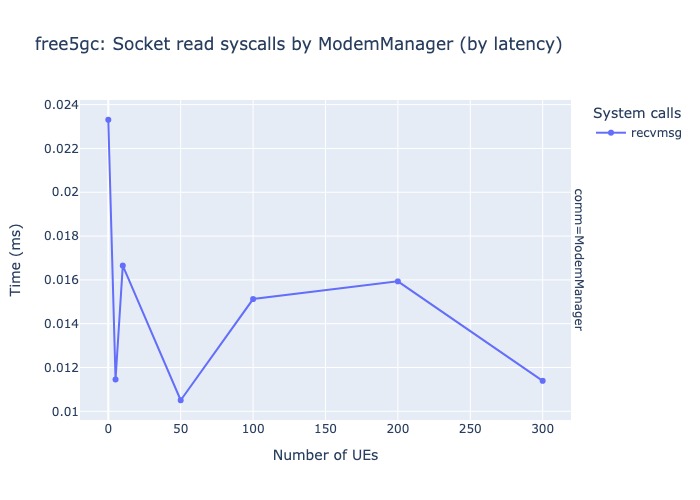 free5gc: Socket read syscalls by ModemManager (by latency)
System calls
recvmsg
0.024
0.022
0.02
0.018
0.016
0.014
0.012
0.01
Time (ms)
comm=ModemManager
0 50 100 150 200 250 300
Number of UEs